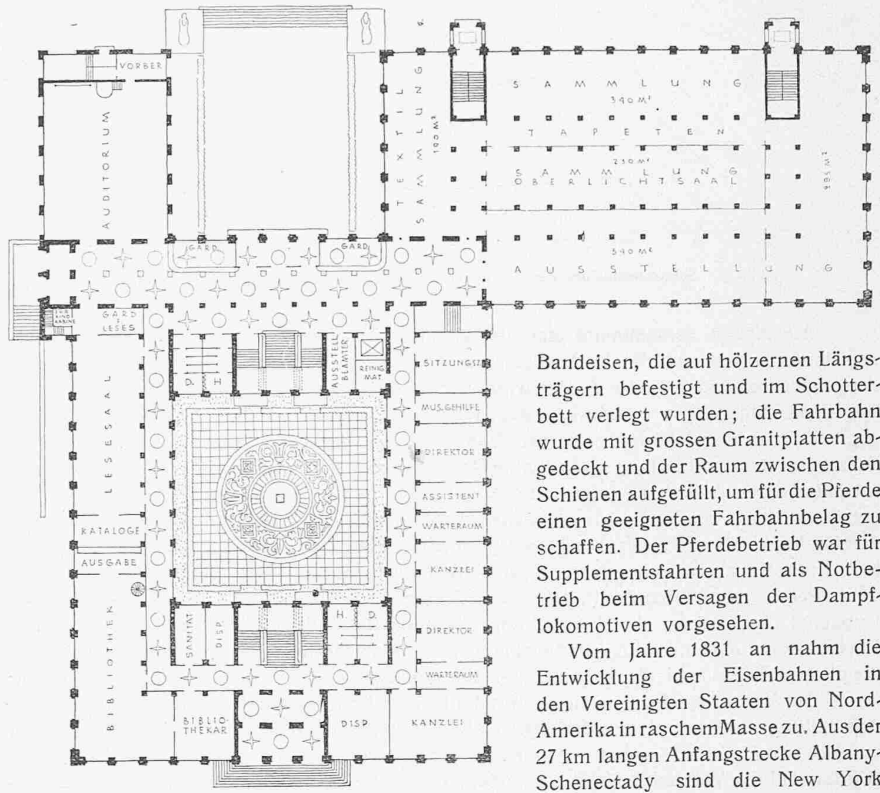 VORBER
AUDITORIUM
TEXTIL
SAMMLUNG
100 M²
SAMMLUNG
340 M²
TAPETEN
230 M²
SAMMLUNG
OBERLICHTSAAL
540 M²
AUSSTELLUNG
GARD
GARD
GARD
LESES
LESESAAL
KATALOGE
AUSGABE
BIBLIOTHEK
BIBLIO-
THEKAR
D. H
AUSSTELL
BEAMTER
REINIG
MAT
SITZUNGSZ
MUS.GEHILFE
DIREKTOR
ASSISTENT
WARTERAUM
KANZLEI
DIREKTOR
WARTERAUM
KANZLEI
SANITÄT
DISP.
H. D.
DISP.
Bandeisen, die auf hölzernen Längs-
trägern befestigt und im Schotter-
bett verlegt wurden; die Fahrbahn
wurde mit grossen Granitplatten ab-
gedeckt und der Raum zwischen den
Schienen aufgefüllt, um für die Pferde
einen geeigneten Fahrbahnbelag zu
schaffen. Der Pferdebetrieb war für
Supplementsfahrten und als Notbe-
trieb beim Versagen der Dampf-
lokomotiven vorgesehen.
Vom Jahre 1831 an nahm die
Entwicklung der Eisenbahnen in
den Vereinigten Staaten von Nord-
Amerika in raschem Masse zu. Aus der
27 km langen Anfangstrecke Albany-
Schenectady sind die New York